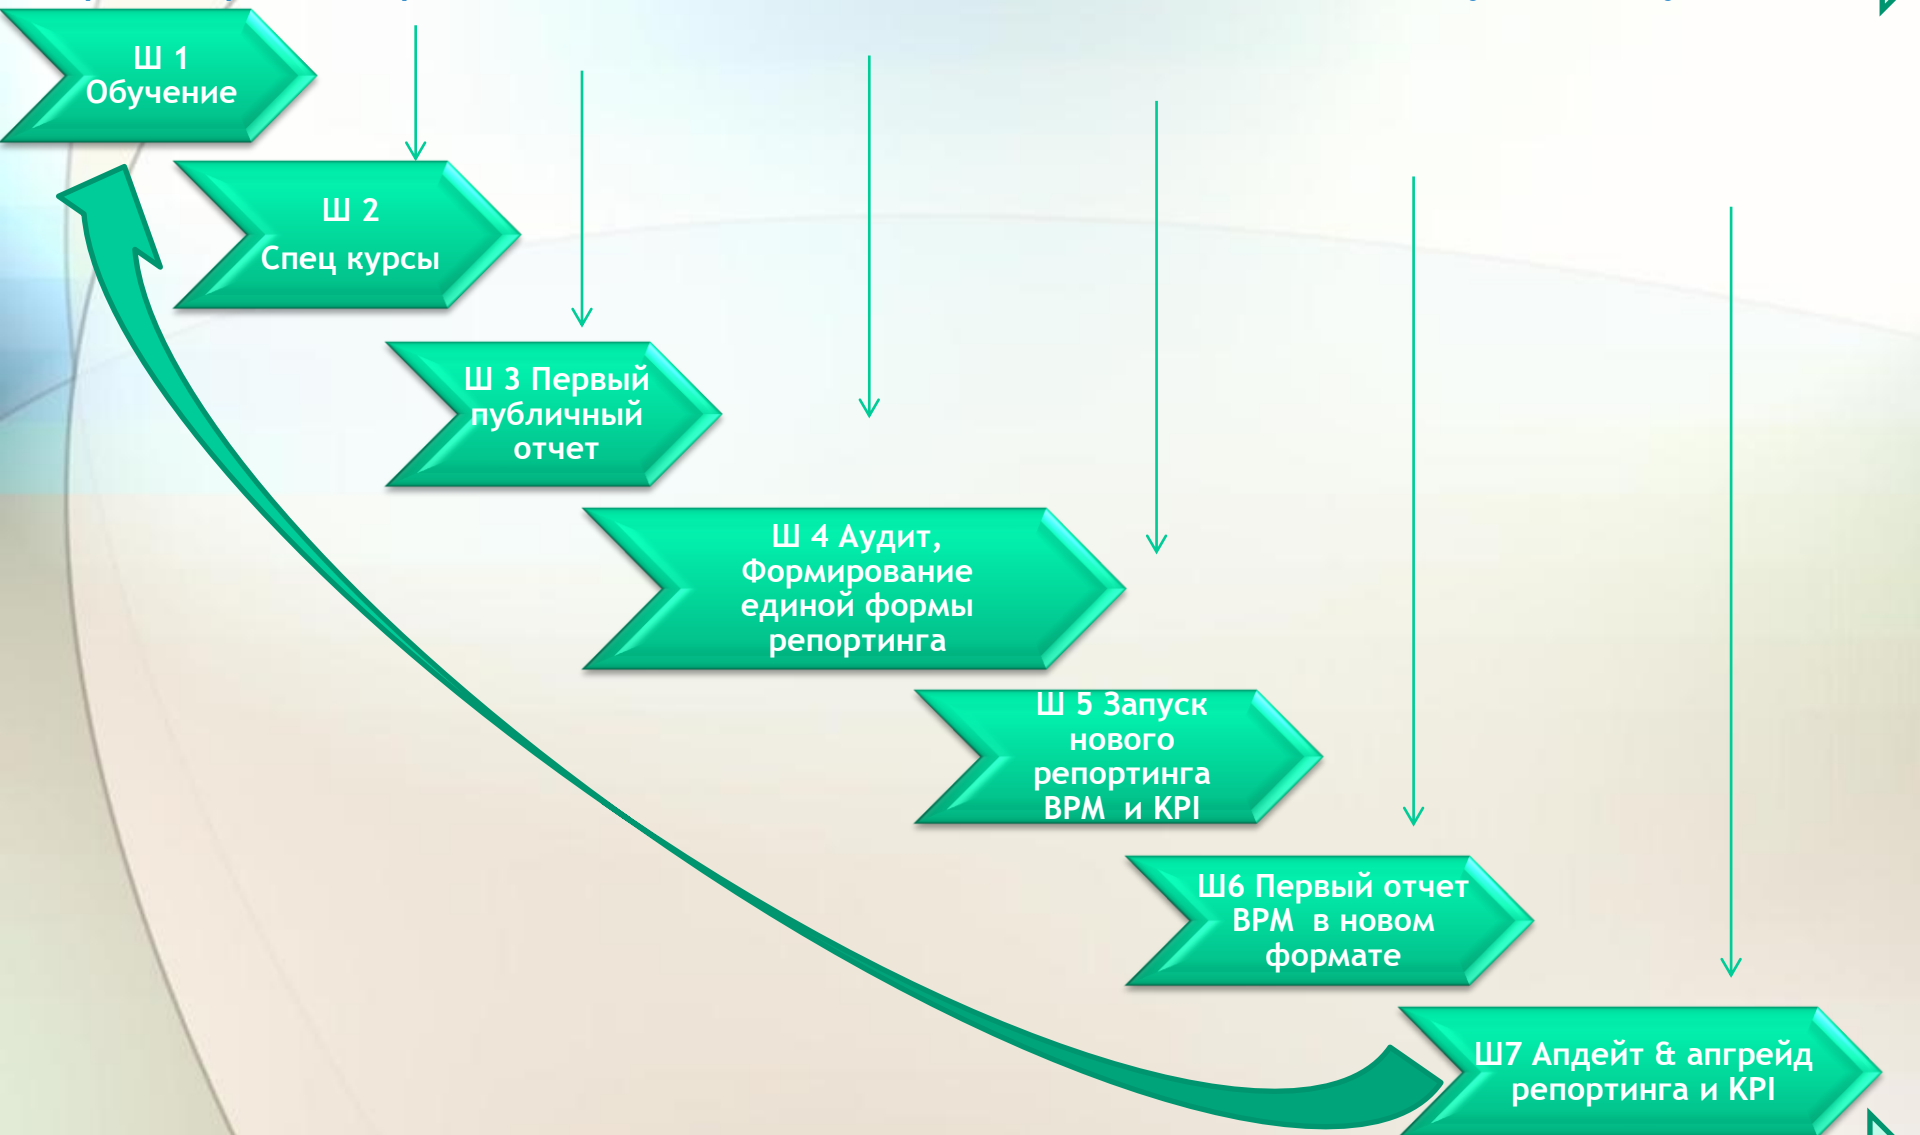 Ш 1
Обучение
Ш 2
Спец курсы
Ш 3 Первый
публичный
отчет
Ш 4 Аудит,
Формирование
единой формы
репортинга
Ш 5 Запуск
нового
репортинга
BPM и KPI
Ш6 Первый отчет
BPM в новом
формате
Ш7 Апдейт & апгрейд
репортинга и KPI